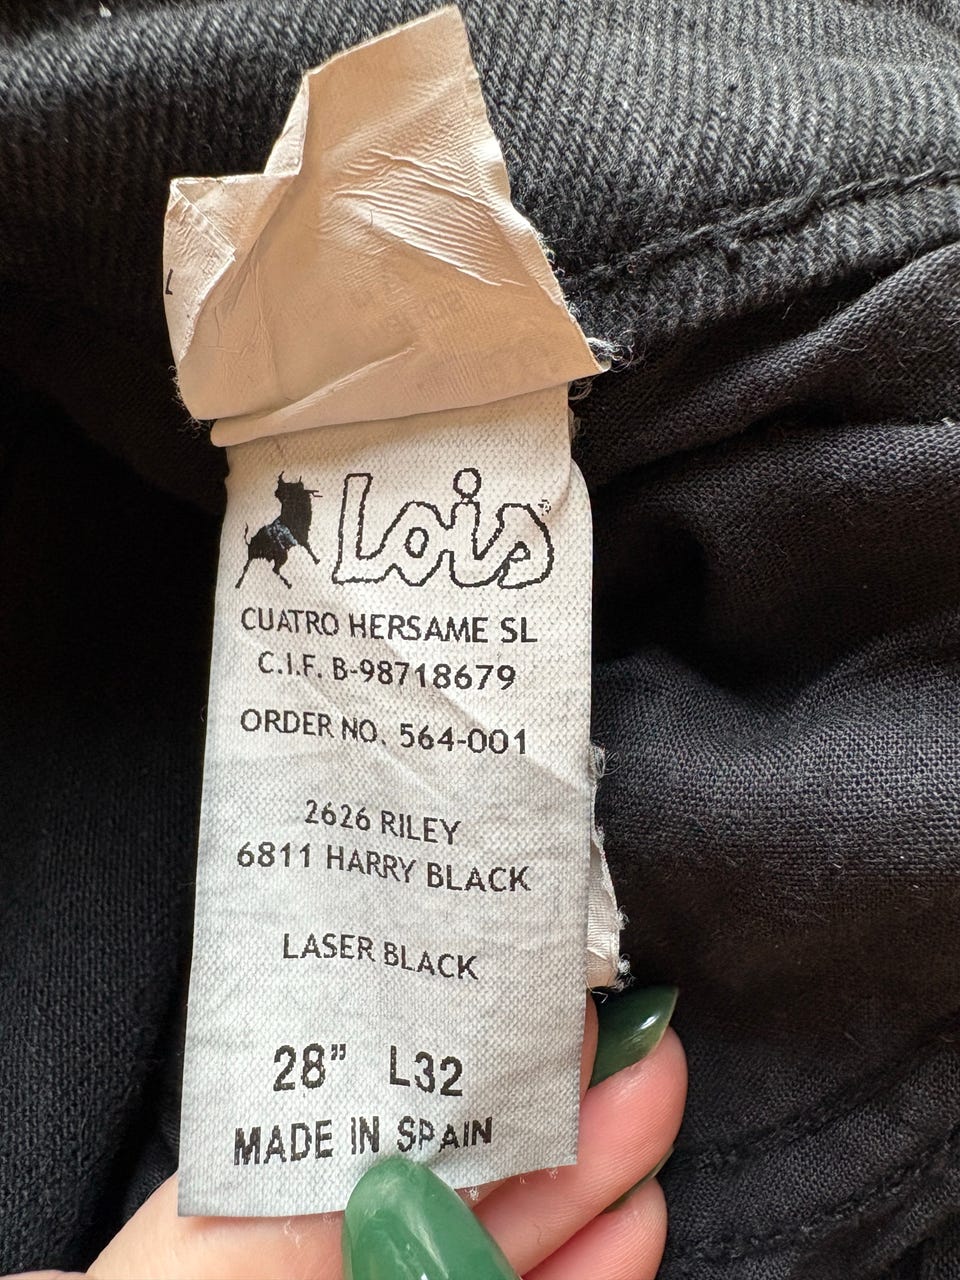 Lois
CUATRO HERSAME SL
C.I.F. B-98718679
ORDER NO. 564-001
2626 RILEY
6811 HARRY BLACK
LASER BLACK
28” L32
MADE IN SPAIN